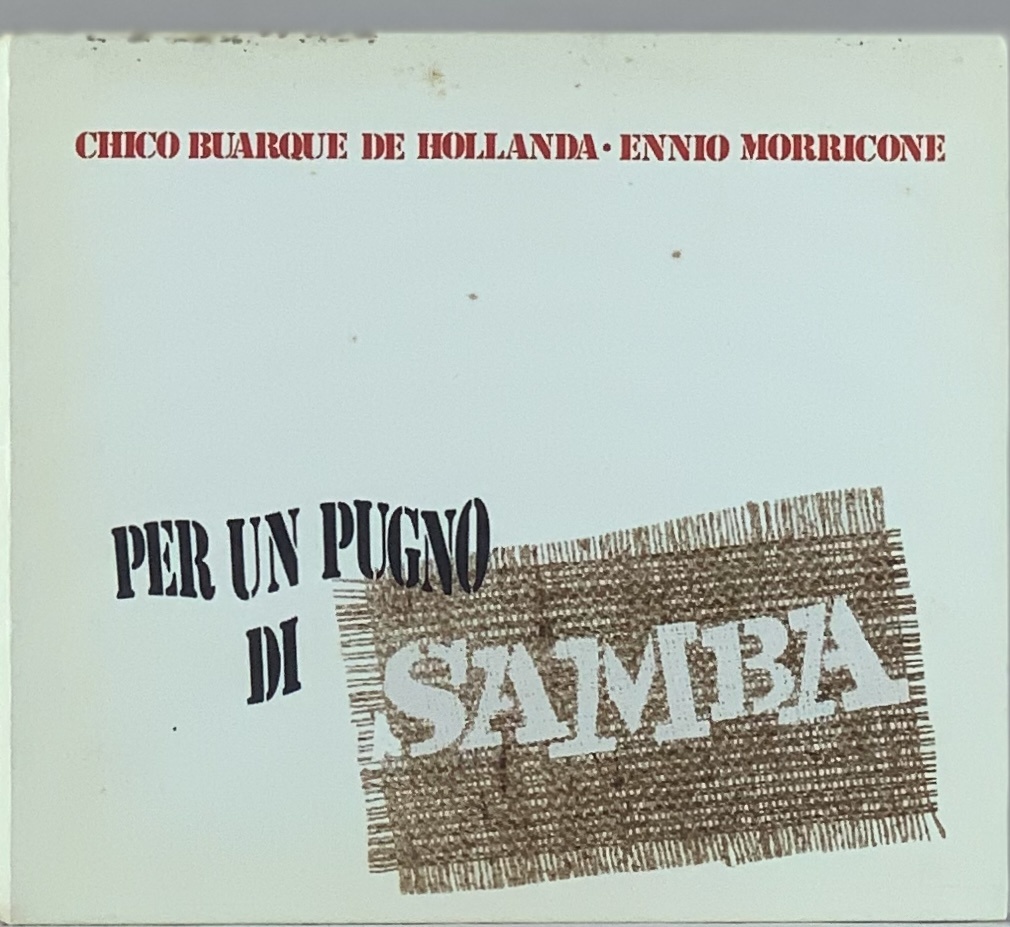 CHICO BUARQUE DE HOLLANDA • ENNIO MORRICONE
PER UN PUGNO
DI SAMBA